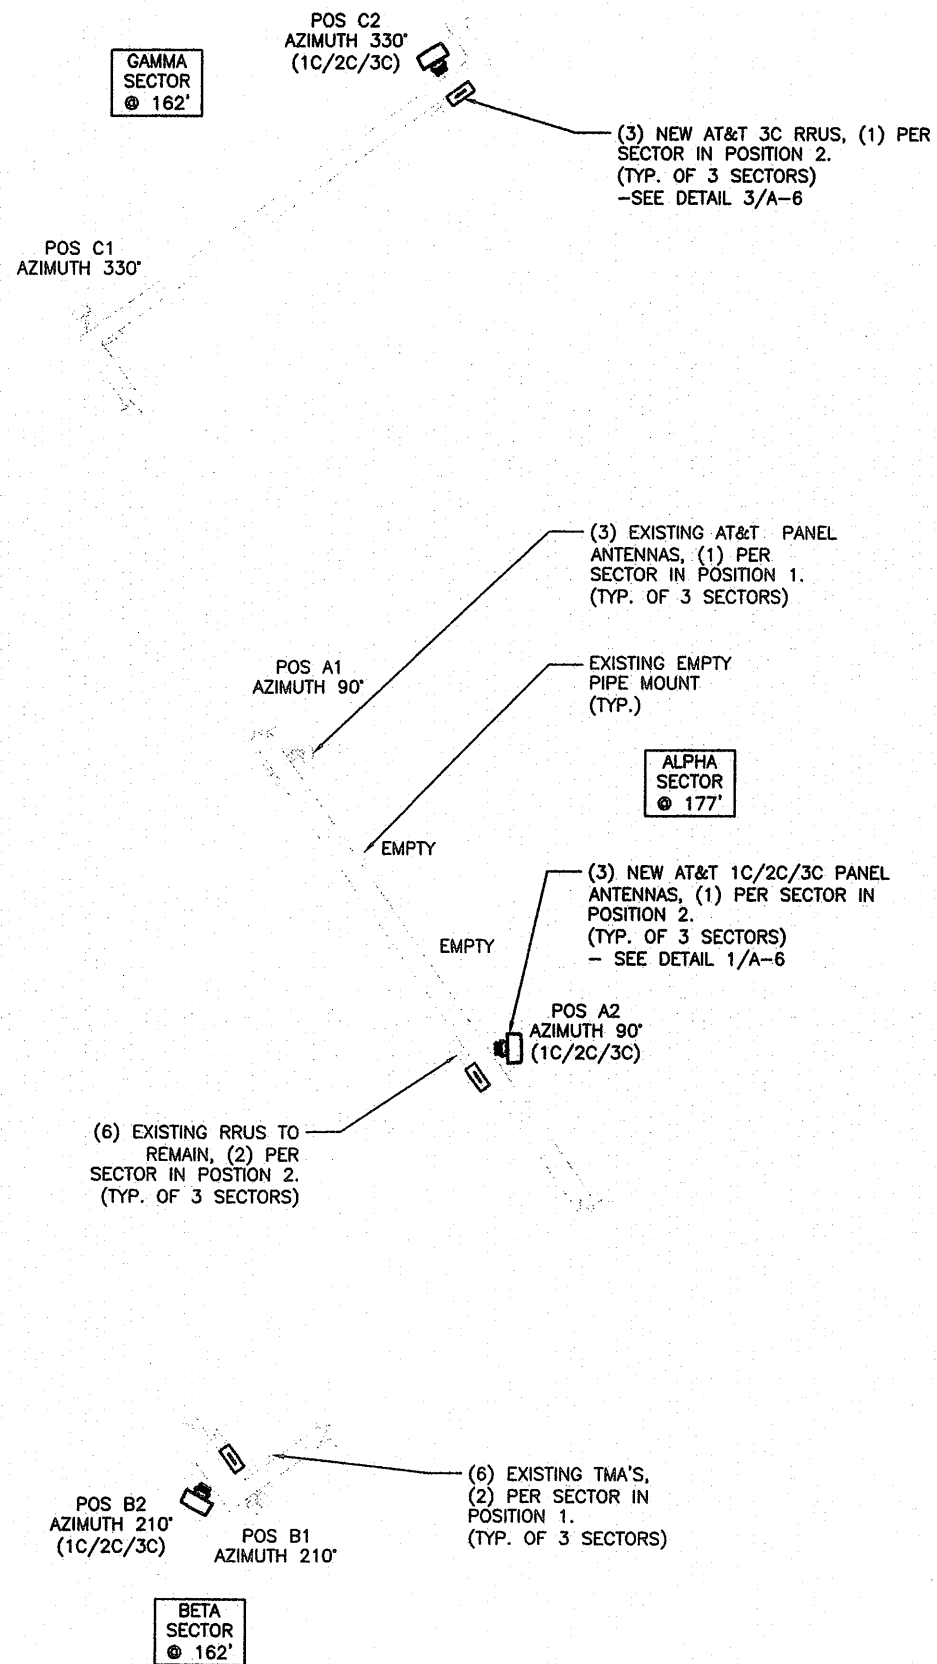 POS C2
AZIMUTH 330°
(1C/2C/3C)
GAMMA
SECTOR
@ 162'
(3) NEW AT&T 3C RRUS, (1) PER
SECTOR IN POSITION 2.
(TYP. OF 3 SECTORS)
-SEE DETAIL 3/A-6
POS C1
AZIMUTH 330°
(3) EXISTING AT&T PANEL
ANTENNAS, (1) PER
SECTOR IN POSITION 1.
(TYP. OF 3 SECTORS)
POS A1
AZIMUTH 90°
EXISTING EMPTY
PIPE MOUNT
(TYP.)
ALPHA
SECTOR
@ 177'
EMPTY
(3) NEW AT&T 1C/2C/3C PANEL
ANTENNAS, (1) PER SECTOR IN
POSITION 2.
(TYP. OF 3 SECTORS)
- SEE DETAIL 1/A-6
EMPTY
POS A2
AZIMUTH 90°
(1C/2C/3C)
(6) EXISTING RRUS TO
REMAIN, (2) PER
SECTOR IN POSTION 2.
(TYP. OF 3 SECTORS)
(6) EXISTING TMA'S,
(2) PER SECTOR IN
POSITION 1.
(TYP. OF 3 SECTORS)
POS B2
AZIMUTH 210°
(1C/2C/3C)
POS B1
AZIMUTH 210°
BETA
SECTOR
@ 162'